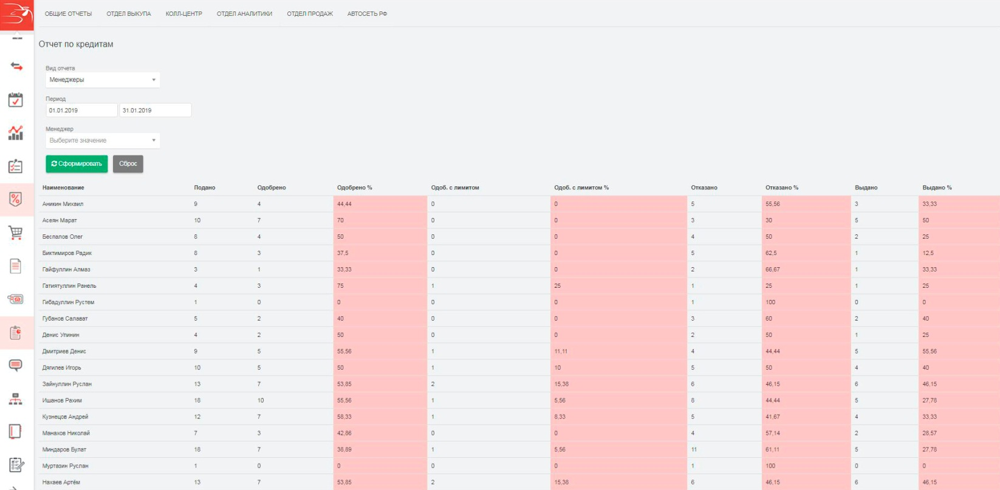 ОБЩИЕ ОТЧЕТЫ ОТДЕЛ ВЫКУПА КОЛЛ-ЦЕНТР ОТДЕЛ АНАЛИТИКИ ОТДЕЛ ПРОДАЖ АВТОСЕТЬ РФ
Отчет по кредитам
Вид отчета
Менеджеры
Период
01.01.2019 31.01.2019
Менеджер
Выберите значение
Сформировать Сброс
Наименование Подано Одобрено Одобрено % Одоб. с лимитом Одоб. с лимитом % Отказано Отказано % Выдано Выдано %
Аникин Михаил 9 4 44,44 0 0 5 55,56 3 33,33
Асеян Марат 10 7 70 0 0 3 30 5 50
Беспалов Олег 8 4 50 0 0 4 50 2 25
Биктимиров Радик 8 3 37,5 0 0 5 62,5 1 12,5
Гайфуллин Алмаз 3 1 33,33 0 0 2 66,67 1 33,33
Гатиятуллин Ранель 4 3 75 1 25 1 25 1 25
Гибадуллин Рустем 1 0 0 0 0 1 100 0 0
Губанов Салават 5 2 40 0 0 3 60 2 40
Денис Упинин 4 2 50 0 0 2 50 1 25
Дмитриев Денис 9 5 55,56 1 11,11 4 44,44 5 55,56
Дягилев Игорь 10 5 50 1 10 5 50 4 40
Зайнуллин Руслан 13 7 53,85 2 15,38 6 46,15 6 46,15
Ишанов Рахим 18 10 55,56 1 5,56 8 44,44 5 27,78
Кузнецов Андрей 12 7 58,33 1 8,33 5 41,67 4 33,33
Манахов Николай 7 3 42,86 0 0 4 57,14 2 28,57
Миндаров Булат 18 7 38,89 1 5,56 11 61,11 5 27,78
Муртазин Руслан 1 0 0 0 0 1 100 0 0
Нахаев Артём 13 7 53,85 2 15,38 6 46,15 6 46,15